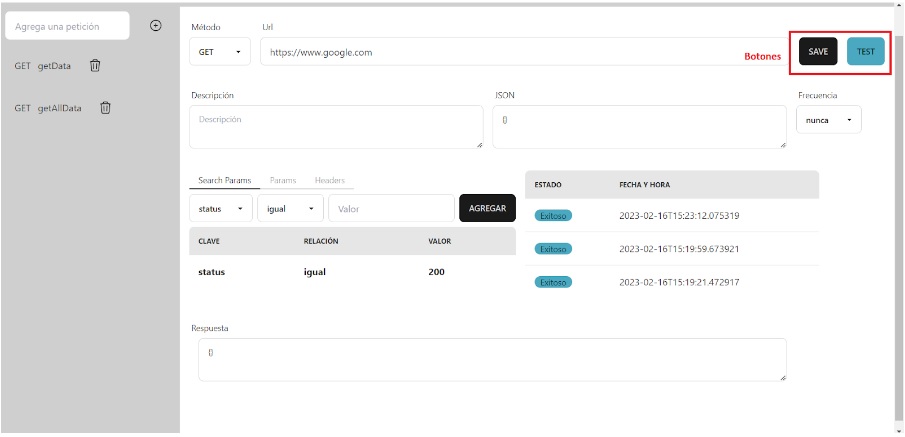 Agrega una petición
GET getData
GET getAllData
Método
Url
GET
https://www.google.com
Botones
SAVE
TEST
Descripción
JSON
Frecuencia
Descripción
{}
nunca
Search Params
Params
Headers
status
igual
Valor
AGREGAR
CLAVE
RELACIÓN
VALOR
status
igual
200
ESTADO
FECHA Y HORA
Exitoso
2023-02-16T15:23:12.075319
Exitoso
2023-02-16T15:19:59.673921
Exitoso
2023-02-16T15:19:21.472917
Respuesta
{}